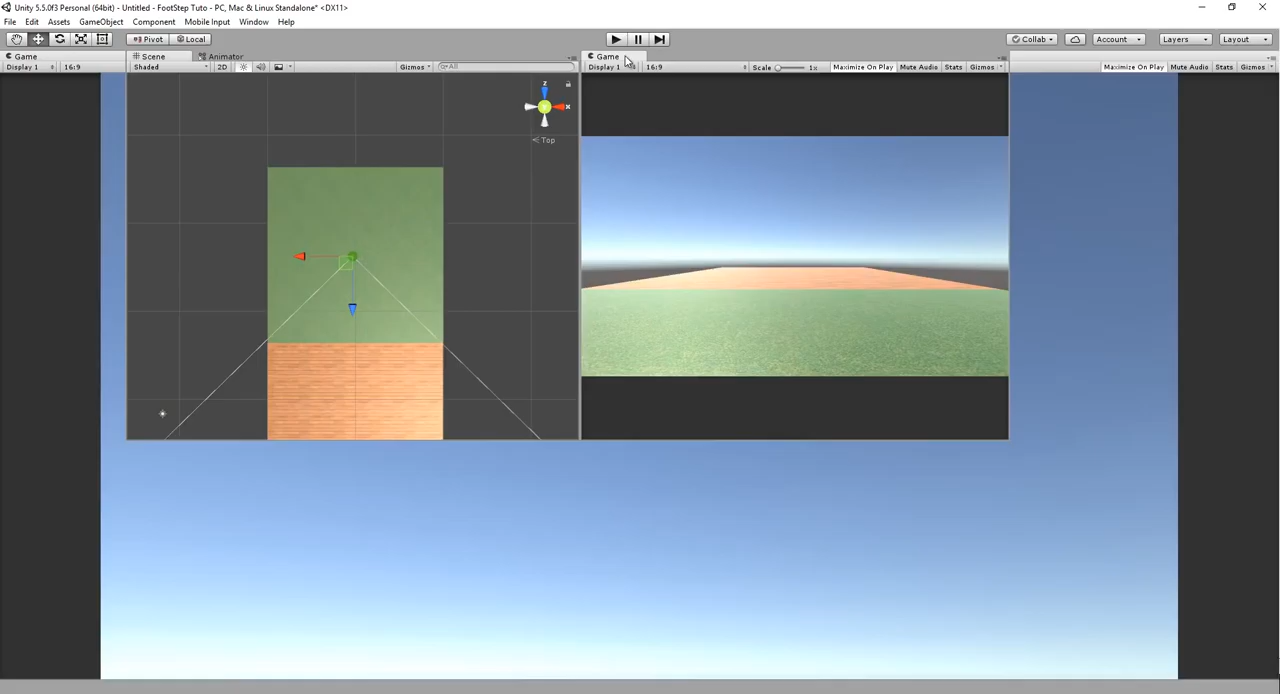 Unity 5.5.0f3 Personal (64bit) - Untitled - FootStep Tuto - PC, Mac & Linux Standalone* <DX11>
File Edit Assets GameObject Component Mobile Input Window Help
Pivot Local Collab Account Layers Layout
Game Scene Animator Game
Display 1 16:9 Shaded 2D Gizmos All Display 1 16:9 Scale 1x Maximize On Play Mute Audio Stats Gizmos Maximize On Play Mute Audio Stats Gizmos
z
x
< Top